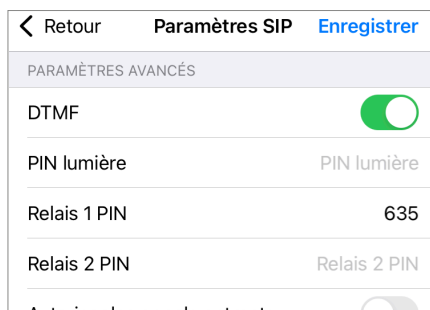 Retour Paramètres SIP Enregistrer
PARAMÈTRES AVANCÉS
DTMF
PIN lumière PIN lumière
Relais 1 PIN 635
Relais 2 PIN Relais 2 PIN